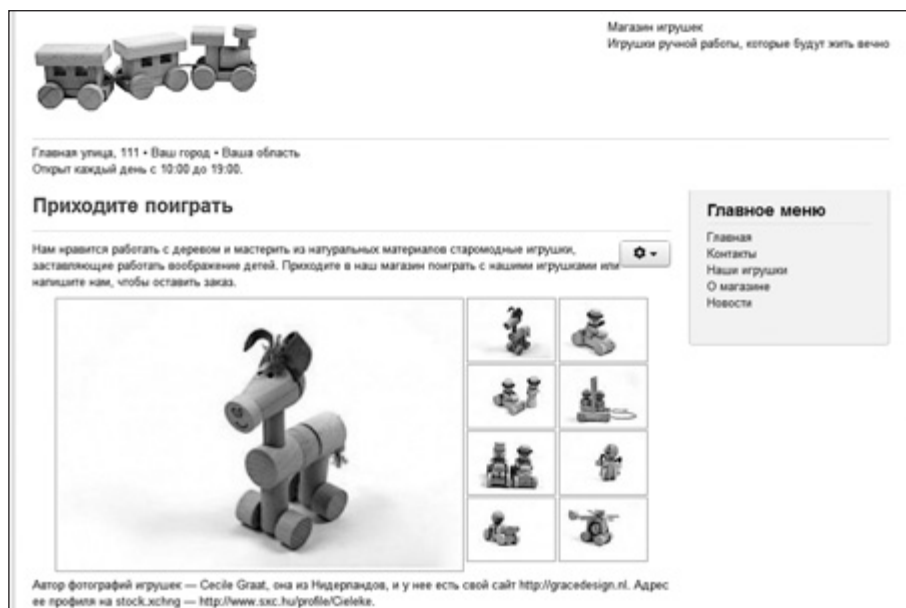 Магазин игрушек
Игрушки ручной работы, которые будут жить вечно
Главная улица, 111 • Ваш город • Ваша область
Открыт каждый день с 10:00 до 19:00.
Приходите поиграть
Нам нравится работать с деревом и мастерить из натуральных материалов старомодные игрушки,
заставляющие работать воображение детей. Приходите в наш магазин поиграть с нашими игрушками или
напишите нам, чтобы оставить заказ.
Главное меню
Главная
Контакты
Наши игрушки
О магазине
Новости
Автор фотографий игрушек — Cecile Graat, она из Нидерландов, и у нее есть свой сайт http://gracedesign.nl. Адрес
ее профиля на stock.xchng — http://www.sxc.hu/profile/Cieleke.